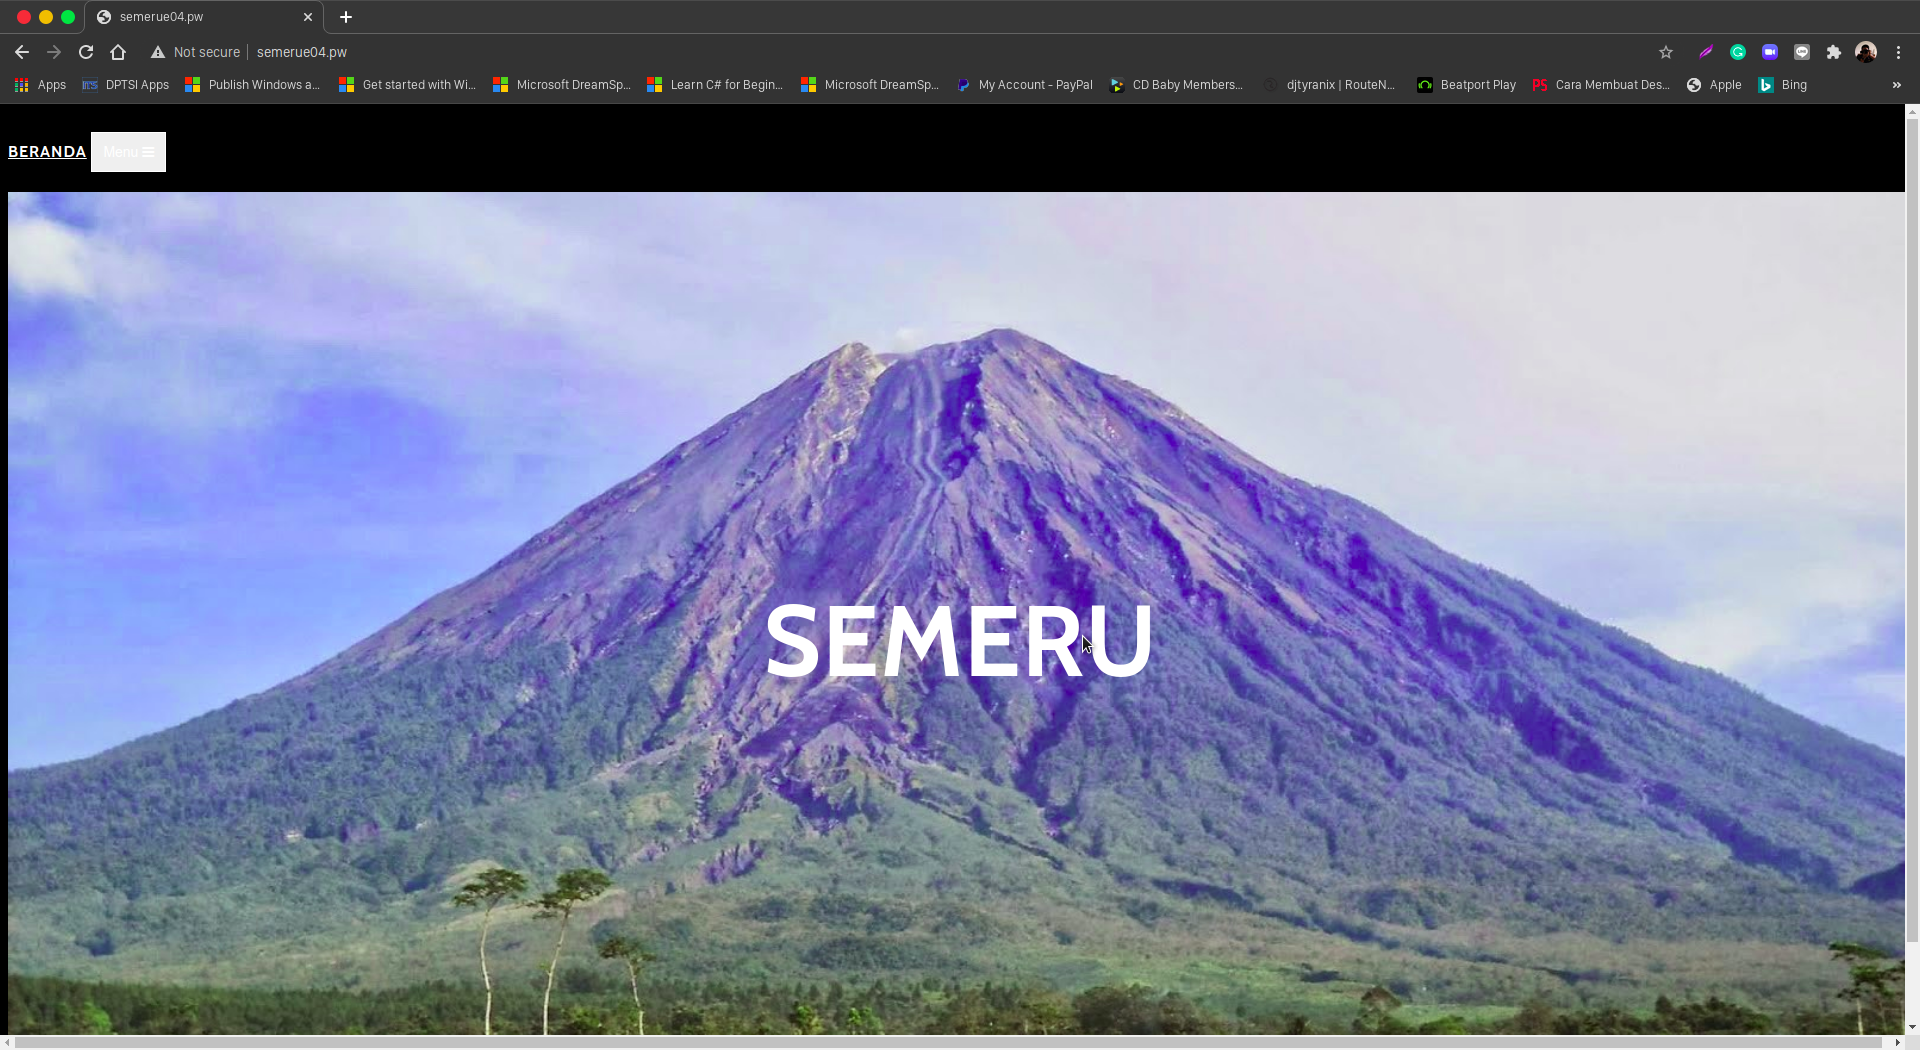 semerue04.pw
Not secure
semerue04.pw
Apps
DPTSI Apps
Publish Windows a...
Get started with Wi...
Microsoft DreamSp...
Learn C# for Begin...
Microsoft DreamSp...
My Account - PayPal
CD Baby Members...
djtyranix | RouteN...
Beatport Play
PS Cara Membuat Des...
Apple
Bing
BERANDA Menu
SEMERU